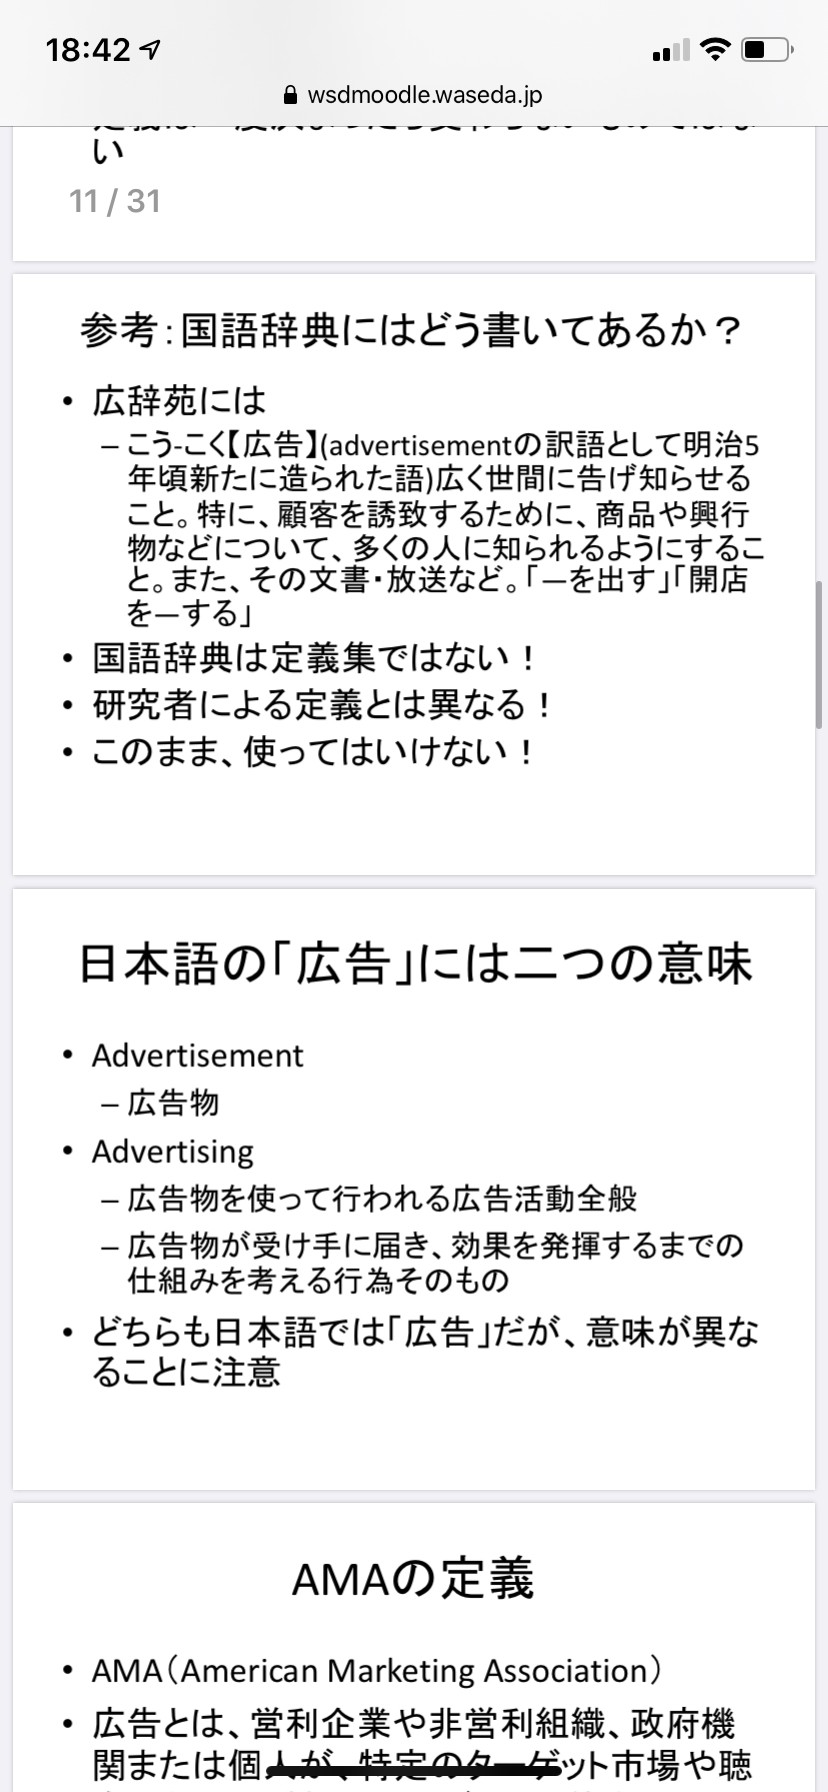 18:42
wsdmoodle.waseda.jp
い
11 / 31
参考：国語辞典にはどう書いてあるか？
• 広辞苑には
– こう-こく【広告】(advertisementの訳語として明治5
年頃新たに造られた語)広く世間に告げ知らせる
こと。特に、顧客を誘致するために、商品や興行
物などについて、多くの人に知られるようにするこ
と。また、その文書・放送など。「—を出す」「開店
を—する」
• 国語辞典は定義集ではない！
• 研究者による定義とは異なる！
• このまま、使ってはいけない！
日本語の「広告」には二つの意味
• Advertisement
– 広告物
• Advertising
– 広告物を使って行われる広告活動全般
– 広告物が受け手に届き、効果を発揮するまでの
仕組みを考える行為そのもの
• どちらも日本語では「広告」だが、意味が異な
ることに注意
AMAの定義
• AMA（American Marketing Association）
• 広告とは、営利企業や非営利組織、政府機
関または個人が、特定のターゲット市場や聴